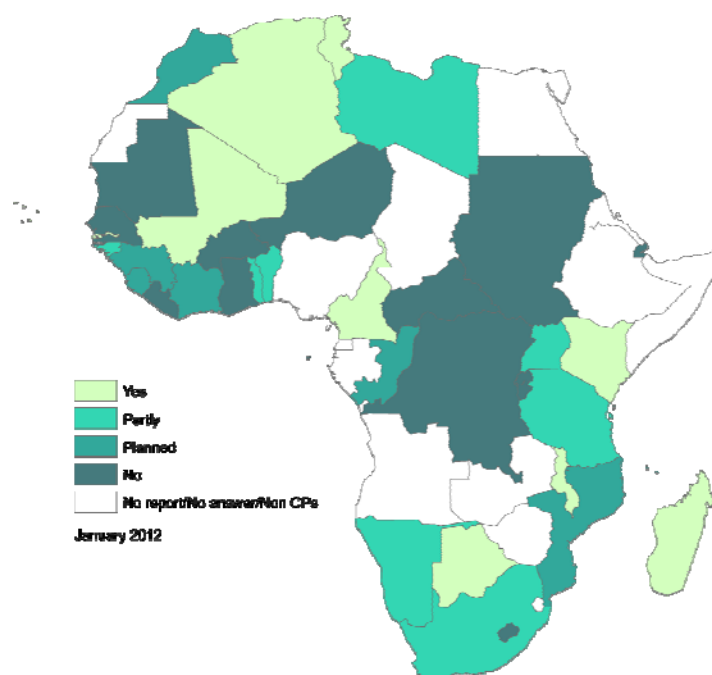 Yes
Partly
Planned
No
No report/No answer/Non CPs
January 2012